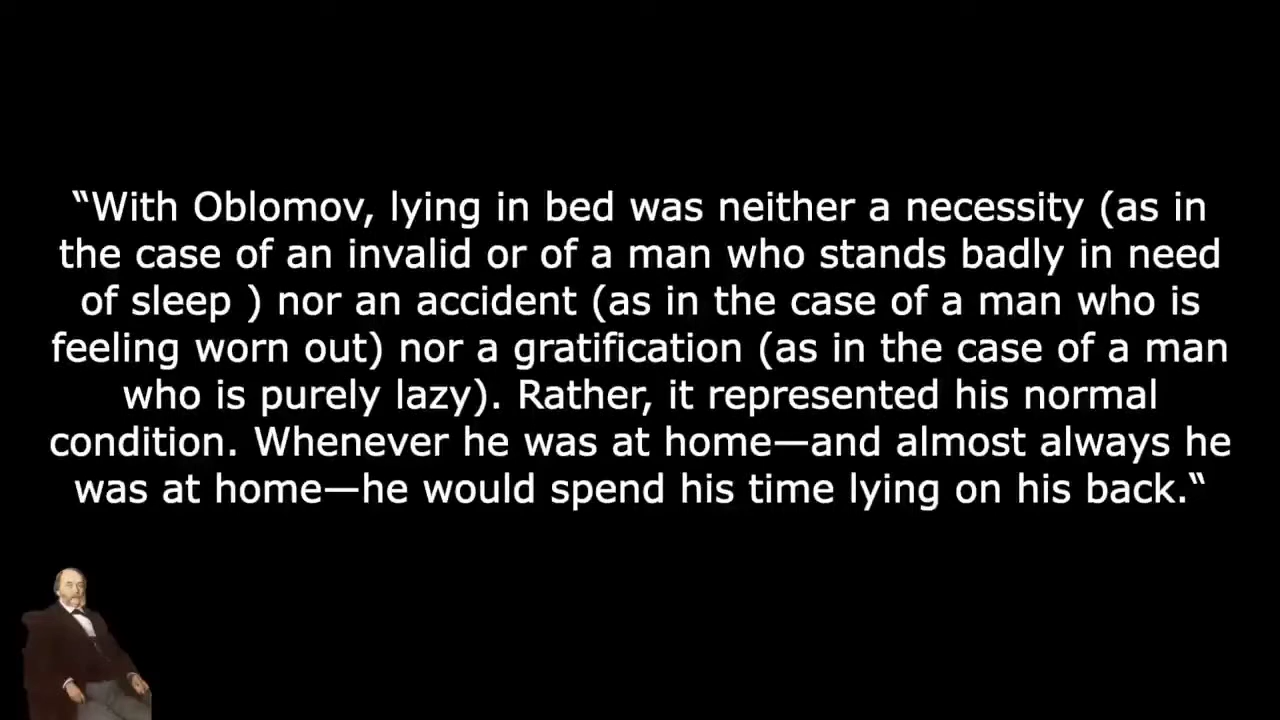 “With Oblomov, lying in bed was neither a necessity (as in
the case of an invalid or of a man who stands badly in need
of sleep ) nor an accident (as in the case of a man who is
feeling worn out) nor a gratification (as in the case of a man
who is purely lazy). Rather, it represented his normal
condition. Whenever he was at home—and almost always he
was at home—he would spend his time lying on his back.“